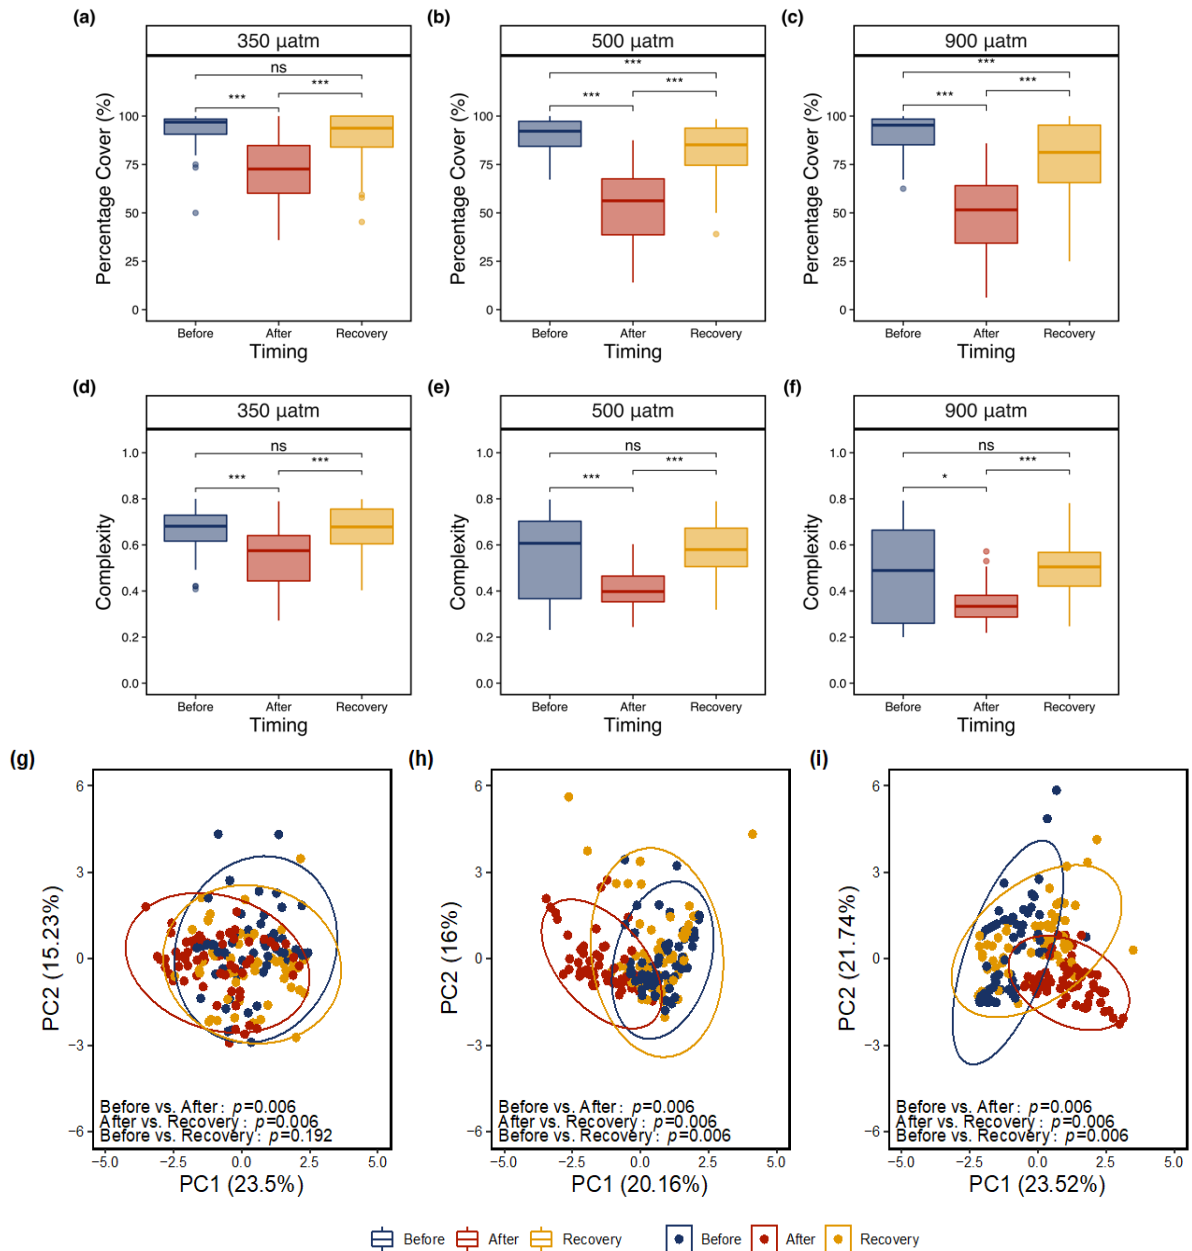 (a)
350 µatm
Percentage Cover (%)
100
75
50
25
0
ns
***
***
Before
After
Recovery
Timing
(b)
500 µatm
Percentage Cover (%)
100
75
50
25
0
***
***
***
Before
After
Recovery
Timing
(c)
900 µatm
Percentage Cover (%)
100
75
50
25
0
***
***
***
Before
After
Recovery
Timing
(d)
350 µatm
Complexity
1.0
0.8
0.6
0.4
0.2
0.0
ns
***
***
Before
After
Recovery
Timing
(e)
500 µatm
Complexity
1.0
0.8
0.6
0.4
0.2
0.0
ns
***
***
Before
After
Recovery
Timing
(f)
900 µatm
Complexity
1.0
0.8
0.6
0.4
0.2
0.0
ns
***
*
Before
After
Recovery
Timing
(g)
PC2 (15.23%)
6
3
0
−3
−6
Before vs. After: p=0.006
After vs. Recovery: p=0.006
Before vs. Recovery: p=0.192
−5.0
−2.5
0.0
2.5
5.0
PC1 (23.5%)
(h)
PC2 (16%)
6
3
0
−3
−6
Before vs. After: p=0.006
After vs. Recovery: p=0.006
Before vs. Recovery: p=0.006
−5.0
−2.5
0.0
2.5
5.0
PC1 (20.16%)
(i)
PC2 (21.74%)
6
3
0
−3
−6
Before vs. After: p=0.006
After vs. Recovery: p=0.006
Before vs. Recovery: p=0.006
−5.0
−2.5
0.0
2.5
5.0
PC1 (23.52%)
Before
After
Recovery
Before
After
Recovery